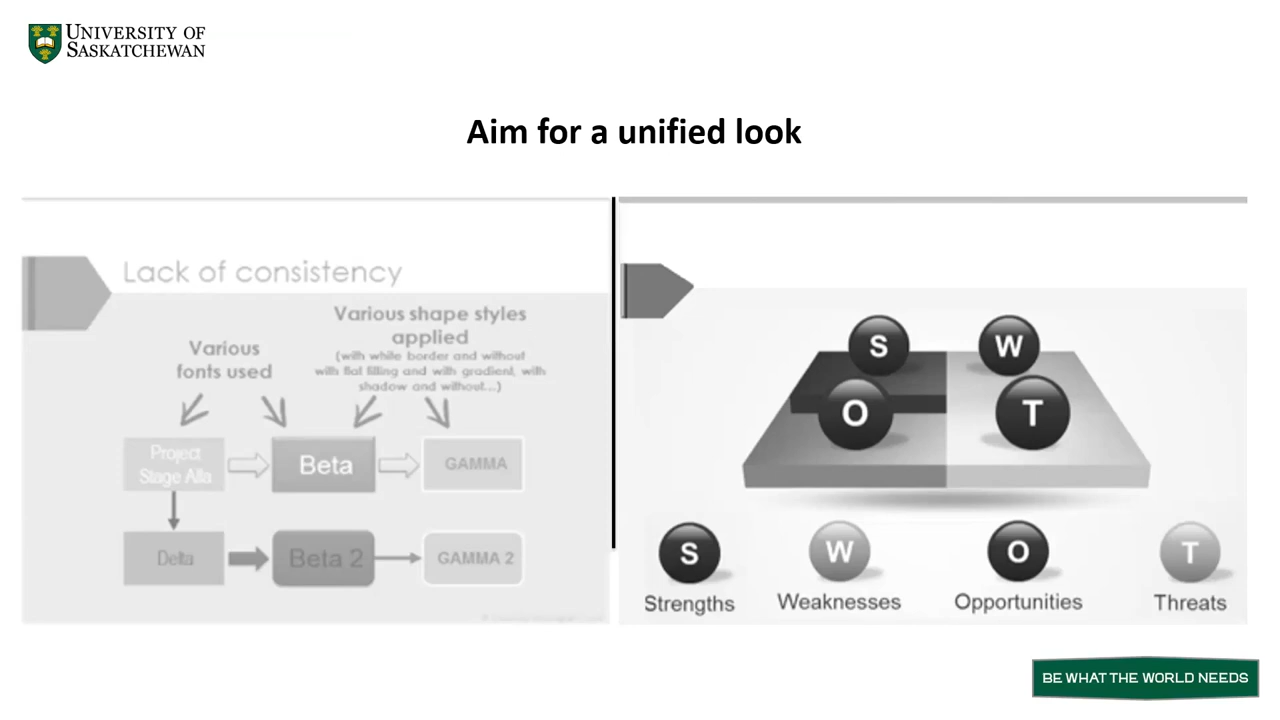 UNIVERSITY OF
SASKATCHEWAN
Aim for a unified look
Lack of consistency
Various
fonts used
Various shape styles
applied
(with white border and without
with flat filling and with gradient, with
shadow and without...)
Project
Stage Alfa
Beta
GAMMA
Delta
Beta 2
GAMMA 2
S
W
O
T
S
W
O
T
Strengths
Weaknesses
Opportunities
Threats
BE WHAT THE WORLD NEEDS